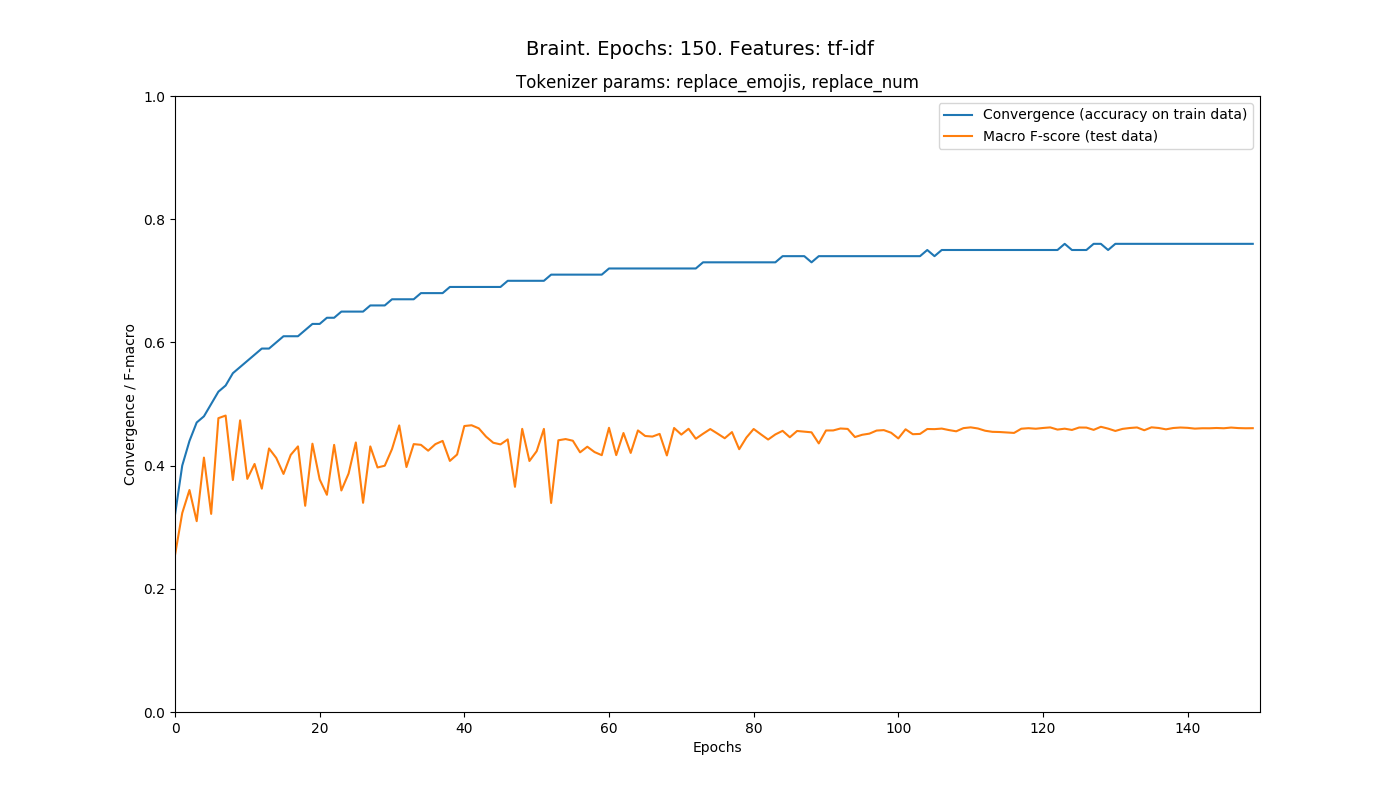 Braint. Epochs: 150. Features: tf-idf
Tokenizer params: replace_emojis, replace_num
Convergence (accuracy on train data)
Macro F-score (test data)
1.0
0.8
0.6
0.4
0.2
0.0
Convergence / F-macro
0 20 40 60 80 100 120 140
Epochs